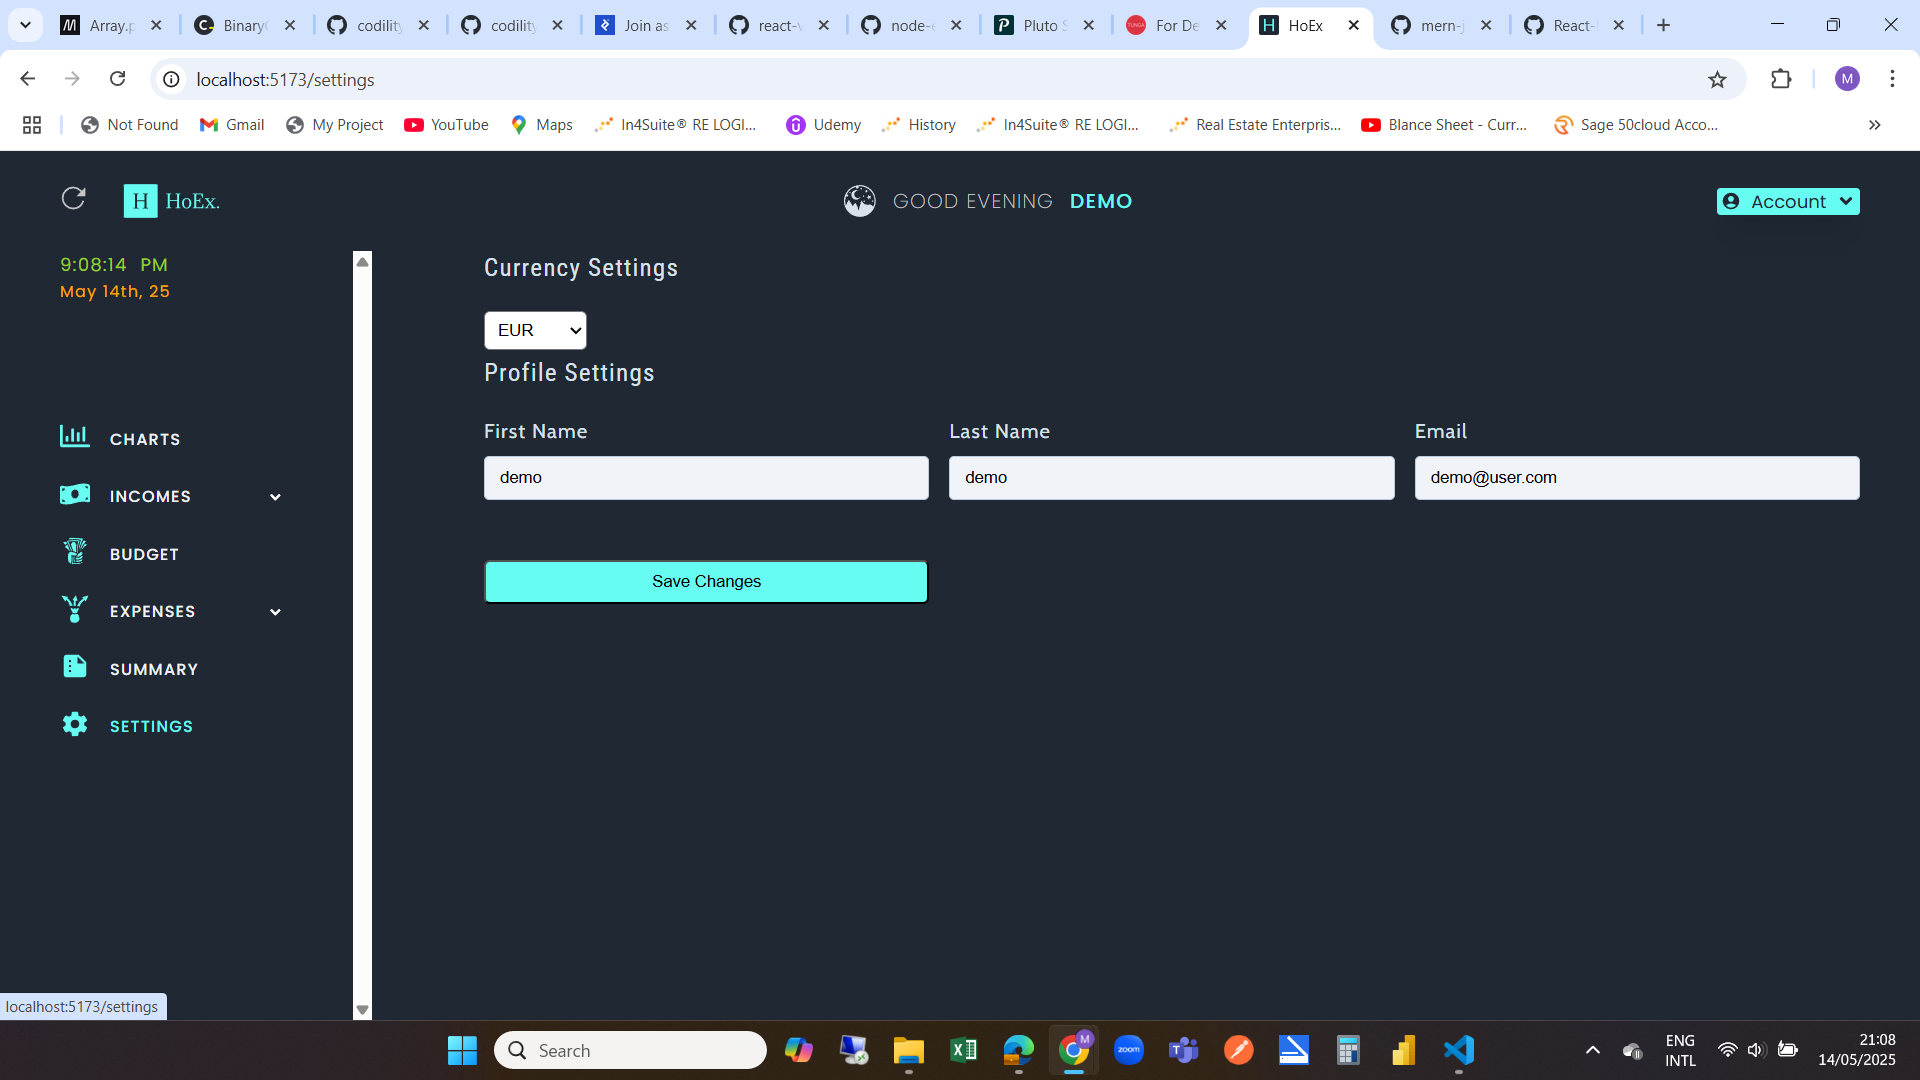 Array.p
BinaryG
codility
codility
Join as
react-v
node-e
Pluto S
For De
HoEx
mern-j
React-
localhost:5173/settings
M
Not Found
Gmail
My Project
YouTube
Maps
In4Suite® RE LOGI...
Udemy
History
In4Suite® RE LOGI...
Real Estate Enterpris...
Blance Sheet - Curr...
Sage 50cloud Acco...
H HoEx.
GOOD EVENING DEMO
Account
9:08:14 PM
May 14th, 25
CHARTS
INCOMES
BUDGET
EXPENSES
SUMMARY
SETTINGS
Currency Settings
EUR
Profile Settings
First Name
Last Name
Email
demo
demo
demo@user.com
Save Changes
localhost:5173/settings
Search
zoom
ENG
INTL
21:08
14/05/2025